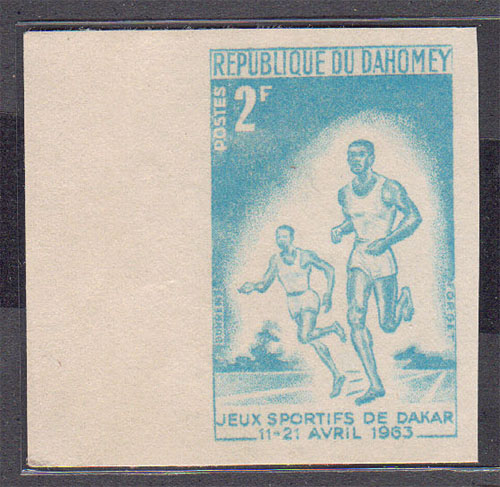 REPUBLIQUE DU DAHOMEY
POSTES
2F
JEUX SPORTIFS DE DAKAR
11-21 AVRIL 1963